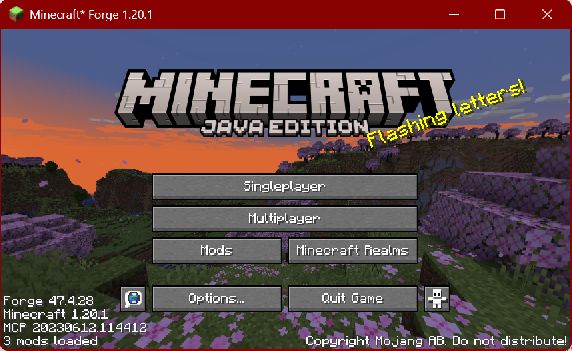 Minecraft* Forge 1.20.1
MINECRAFT
JAVA EDITION
Flashing letters!
Singleplayer
Multiplayer
Mods
Minecraft Realms
Options...
Quit Game
Forge 47.4.28
Minecraft 1.20.1
MCP 20230612.114412
3 mods loaded
Copyright Mojang AB. Do not distribute!